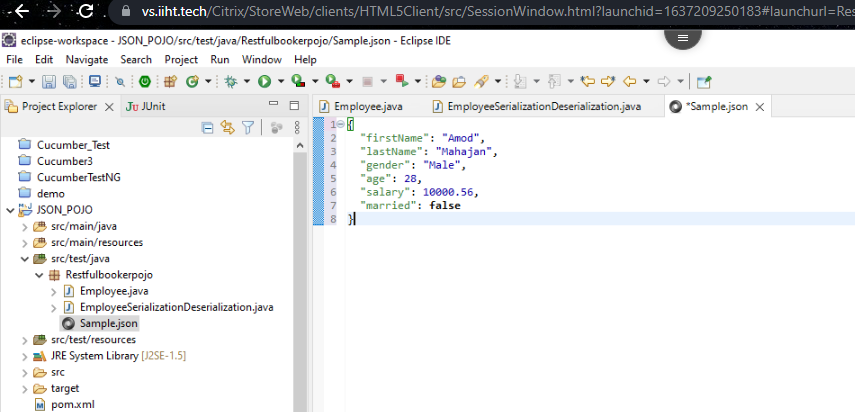 vs.iiht.tech/Citrix/StoreWeb/clients/HTML5Client/src/SessionWindow.html?launchid=1637209250183#launchurl=Res
eclipse-workspace - JSON_POJO/src/test/java/Restfulbookerpojo/Sample.json - Eclipse IDE
File Edit Navigate Search Project Run Window Help
Project Explorer JUnit
Employee.java EmployeeSerializationDeserialization.java *Sample.json
Cucumber_Test
Cucumber3
CucumberTestNG
demo
JSON_POJO
src/main/java
src/main/resources
src/test/java
Restfulbookerpojo
Employee.java
EmployeeSerializationDeserialization.java
Sample.json
src/test/resources
JRE System Library [J2SE-1.5]
src
target
pom.xml
1 {
2 "firstName": "Amod",
3 "lastName": "Mahajan",
4 "gender": "Male",
5 "age": 28,
6 "salary": 10000.56,
7 "married": false
8 }